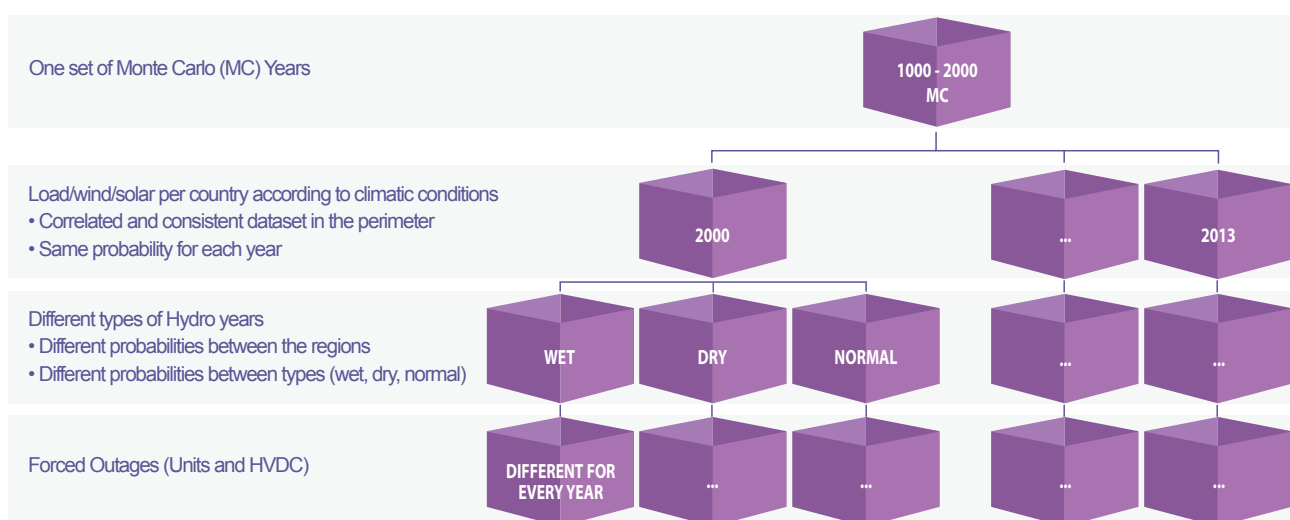 One set of Monte Carlo (MC) Years
1000 - 2000
MC
Load/wind/solar per country according to climatic conditions
• Correlated and consistent dataset in the perimeter
• Same probability for each year
2000
...
2013
Different types of Hydro years
• Different probabilities between the regions
• Different probabilities between types (wet, dry, normal)
WET
DRY
NORMAL
...
...
Forced Outages (Units and HVDC)
DIFFERENT FOR
EVERY YEAR
...
...
...
...